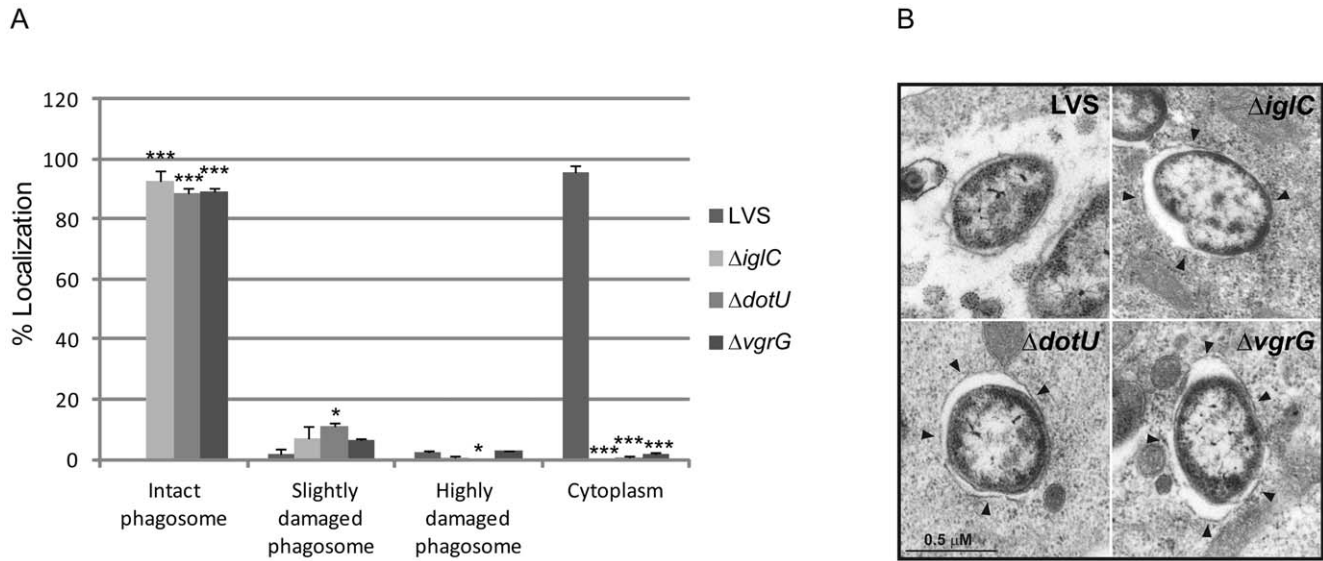 A
B
120
100
80
60
40
20
0
% Localization
***
***
***
*
*
***
***
***
Intact
phagosome
Slightly
damaged
phagosome
Highly
damaged
phagosome
Cytoplasm
LVS
ΔiglC
ΔdotU
ΔvgrG
LVS
ΔiglC
ΔdotU
ΔvgrG
0.5 μM